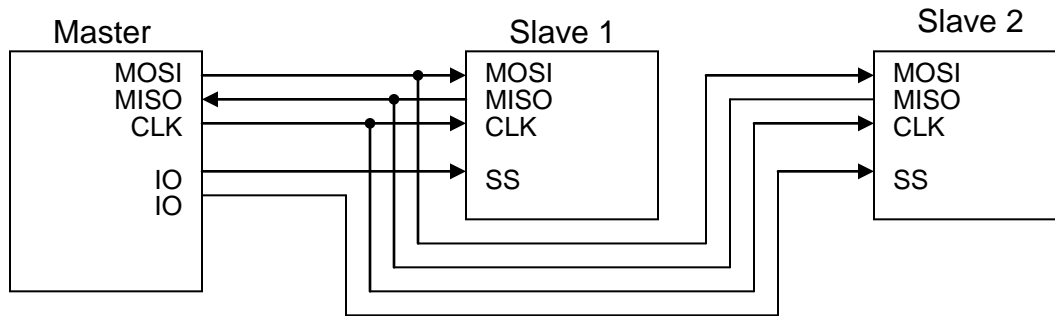 Master
MOSI
MISO
CLK
IO
IO
Slave 1
MOSI
MISO
CLK
SS
Slave 2
MOSI
MISO
CLK
SS